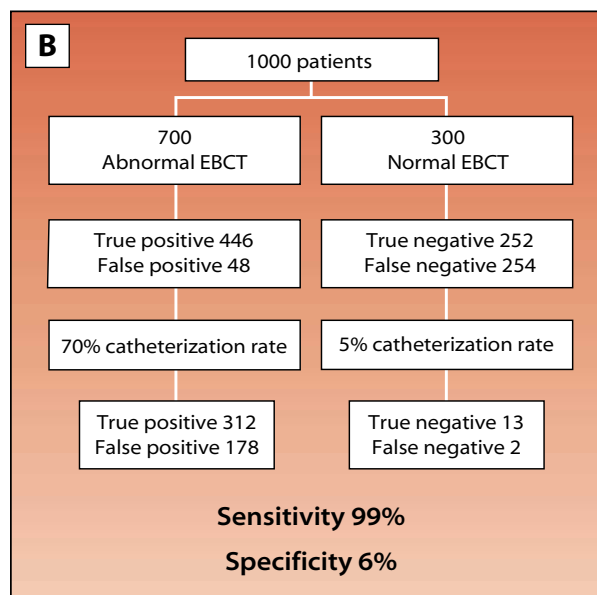 B
1000 patients
700
Abnormal EBCT
300
Normal EBCT
True positive 446
False positive 48
True negative 252
False negative 254
70% catheterization rate
5% catheterization rate
True positive 312
False positive 178
True negative 13
False negative 2
Sensitivity 99%
Specificity 6%